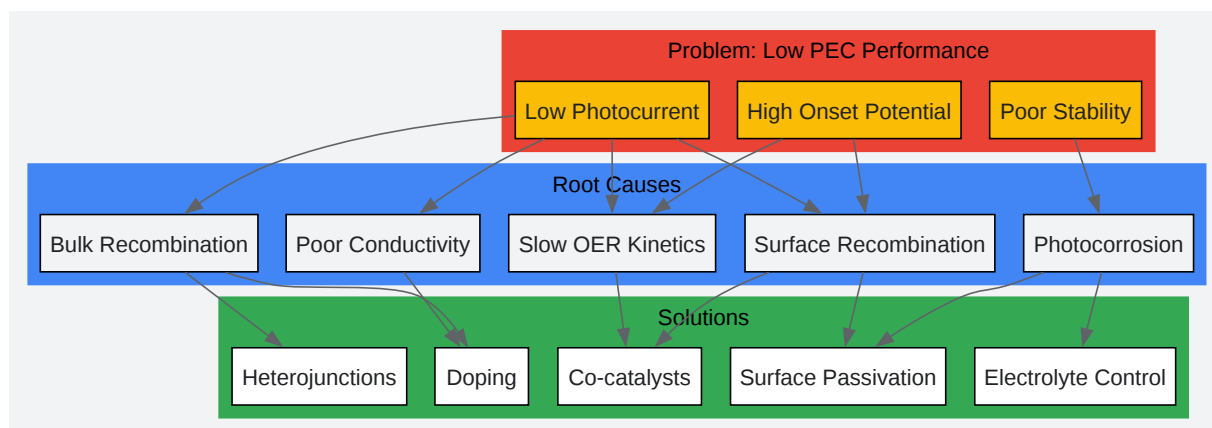 Problem: Low PEC Performance
Low Photocurrent
High Onset Potential
Poor Stability
Root Causes
Bulk Recombination
Poor Conductivity
Slow OER Kinetics
Surface Recombination
Photocorrosion
Solutions
Heterojunctions
Doping
Co-catalysts
Surface Passivation
Electrolyte Control